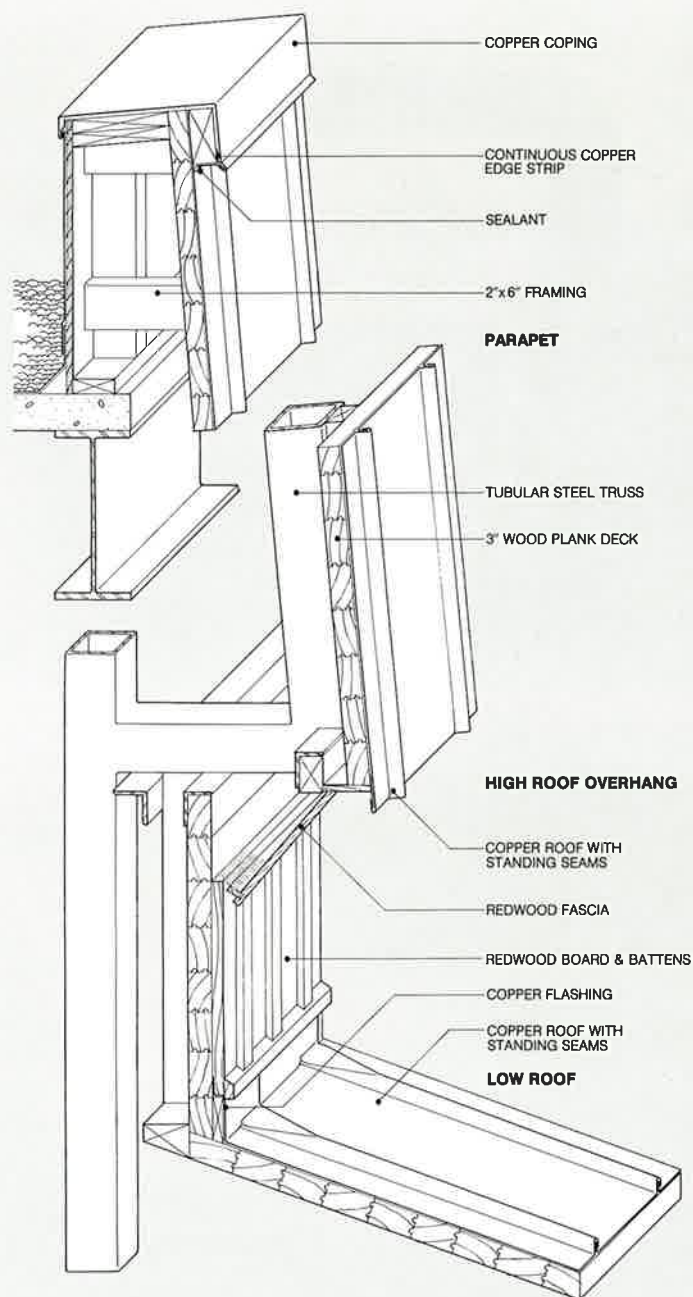 COPPER COPING
CONTINUOUS COPPER
EDGE STRIP
SEALANT
2"x 6" FRAMING
PARAPET
TUBULAR STEEL TRUSS
3" WOOD PLANK DECK
HIGH ROOF OVERHANG
COPPER ROOF WITH
STANDING SEAMS
REDWOOD FASCIA
REDWOOD BOARD & BATTENS
COPPER FLASHING
COPPER ROOF WITH
STANDING SEAMS
LOW ROOF